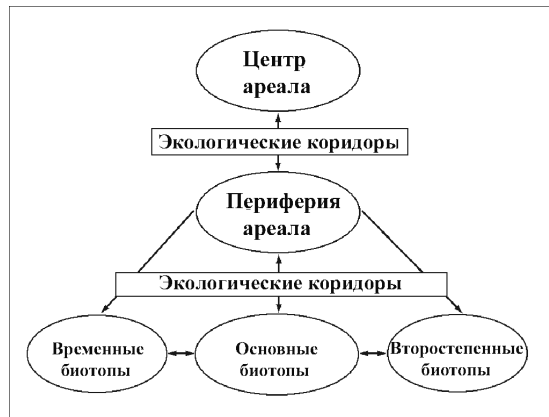 Центр
ареала
Экологические коридоры
Периферия
ареала
Экологические коридоры
Временные
биотопы
Основные
биотопы
Второстепенные
биотопы